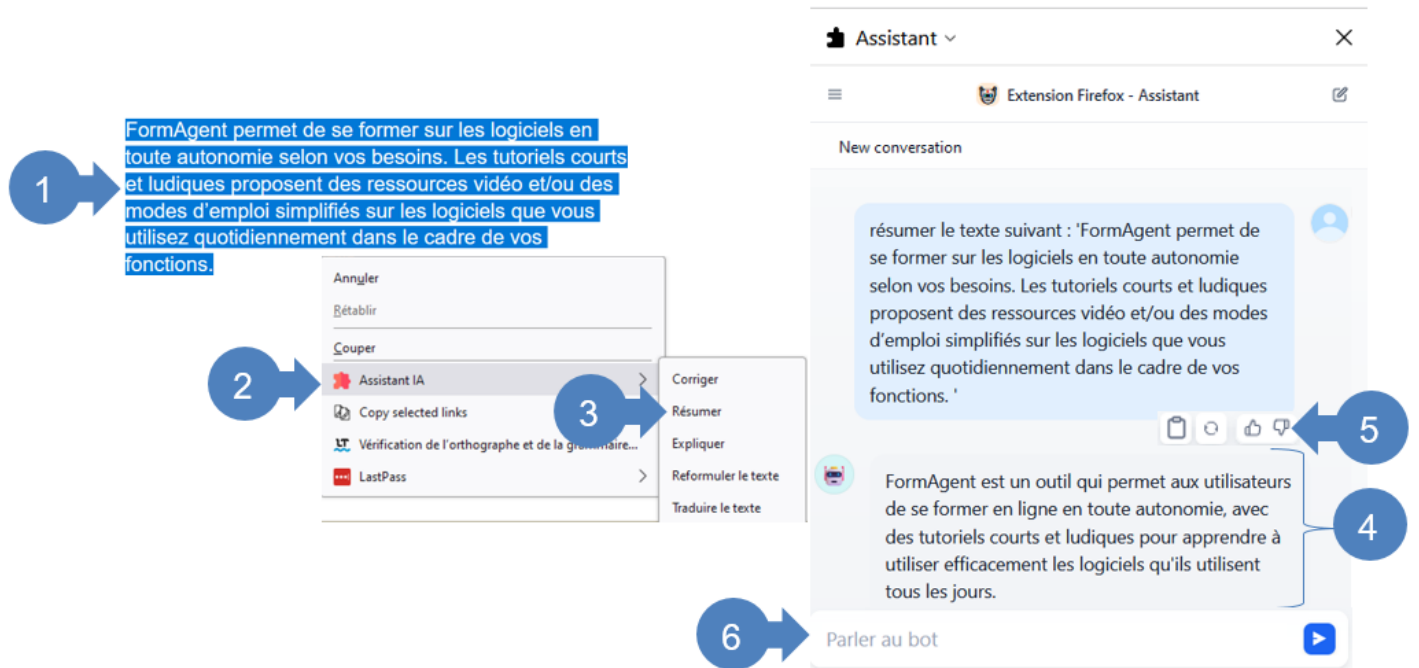 1
FormAgent permet de se former sur les logiciels en
toute autonomie selon vos besoins. Les tutoriels courts
et ludiques proposent des ressources vidéo et/ou des
modes d'emploi simplifiés sur les logiciels que vous
utilisez quotidiennement dans le cadre de vos
fonctions.
Annuler
Rétablir
Couper
2
Assistant IA
Copy selected links
LT Vérification de l'orthographe et de la grammaire...
LastPass
3
Corriger
Résumer
Expliquer
Reformuler le texte
Traduire le texte
Assistant
Extension Firefox - Assistant
New conversation
résumer le texte suivant : 'FormAgent permet de
se former sur les logiciels en toute autonomie
selon vos besoins. Les tutoriels courts et ludiques
proposent des ressources vidéo et/ou des modes
d'emploi simplifiés sur les logiciels que vous
utilisez quotidiennement dans le cadre de vos
fonctions. '
5
FormAgent est un outil qui permet aux utilisateurs
de se former en ligne en toute autonomie, avec
des tutoriels courts et ludiques pour apprendre à
utiliser efficacement les logiciels qu'ils utilisent
tous les jours.
4
6
Parler au bot